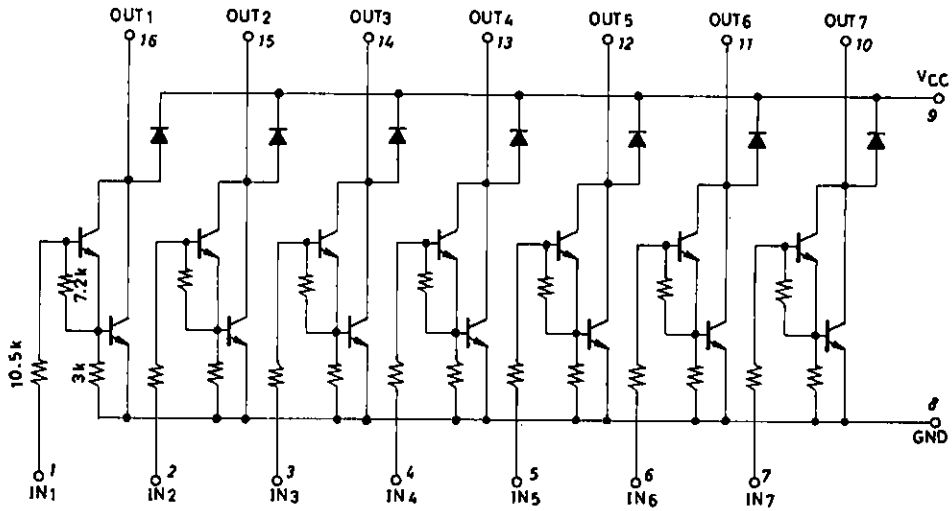 OUT1 OUT2 OUT3 OUT4 OUT5 OUT6 OUT7
16 15 14 13 12 11 10
VCC
9
7.2k
10.5k
3k
8
GND
1 2 3 4 5 6 7
IN1 IN2 IN3 IN4 IN5 IN6 IN7